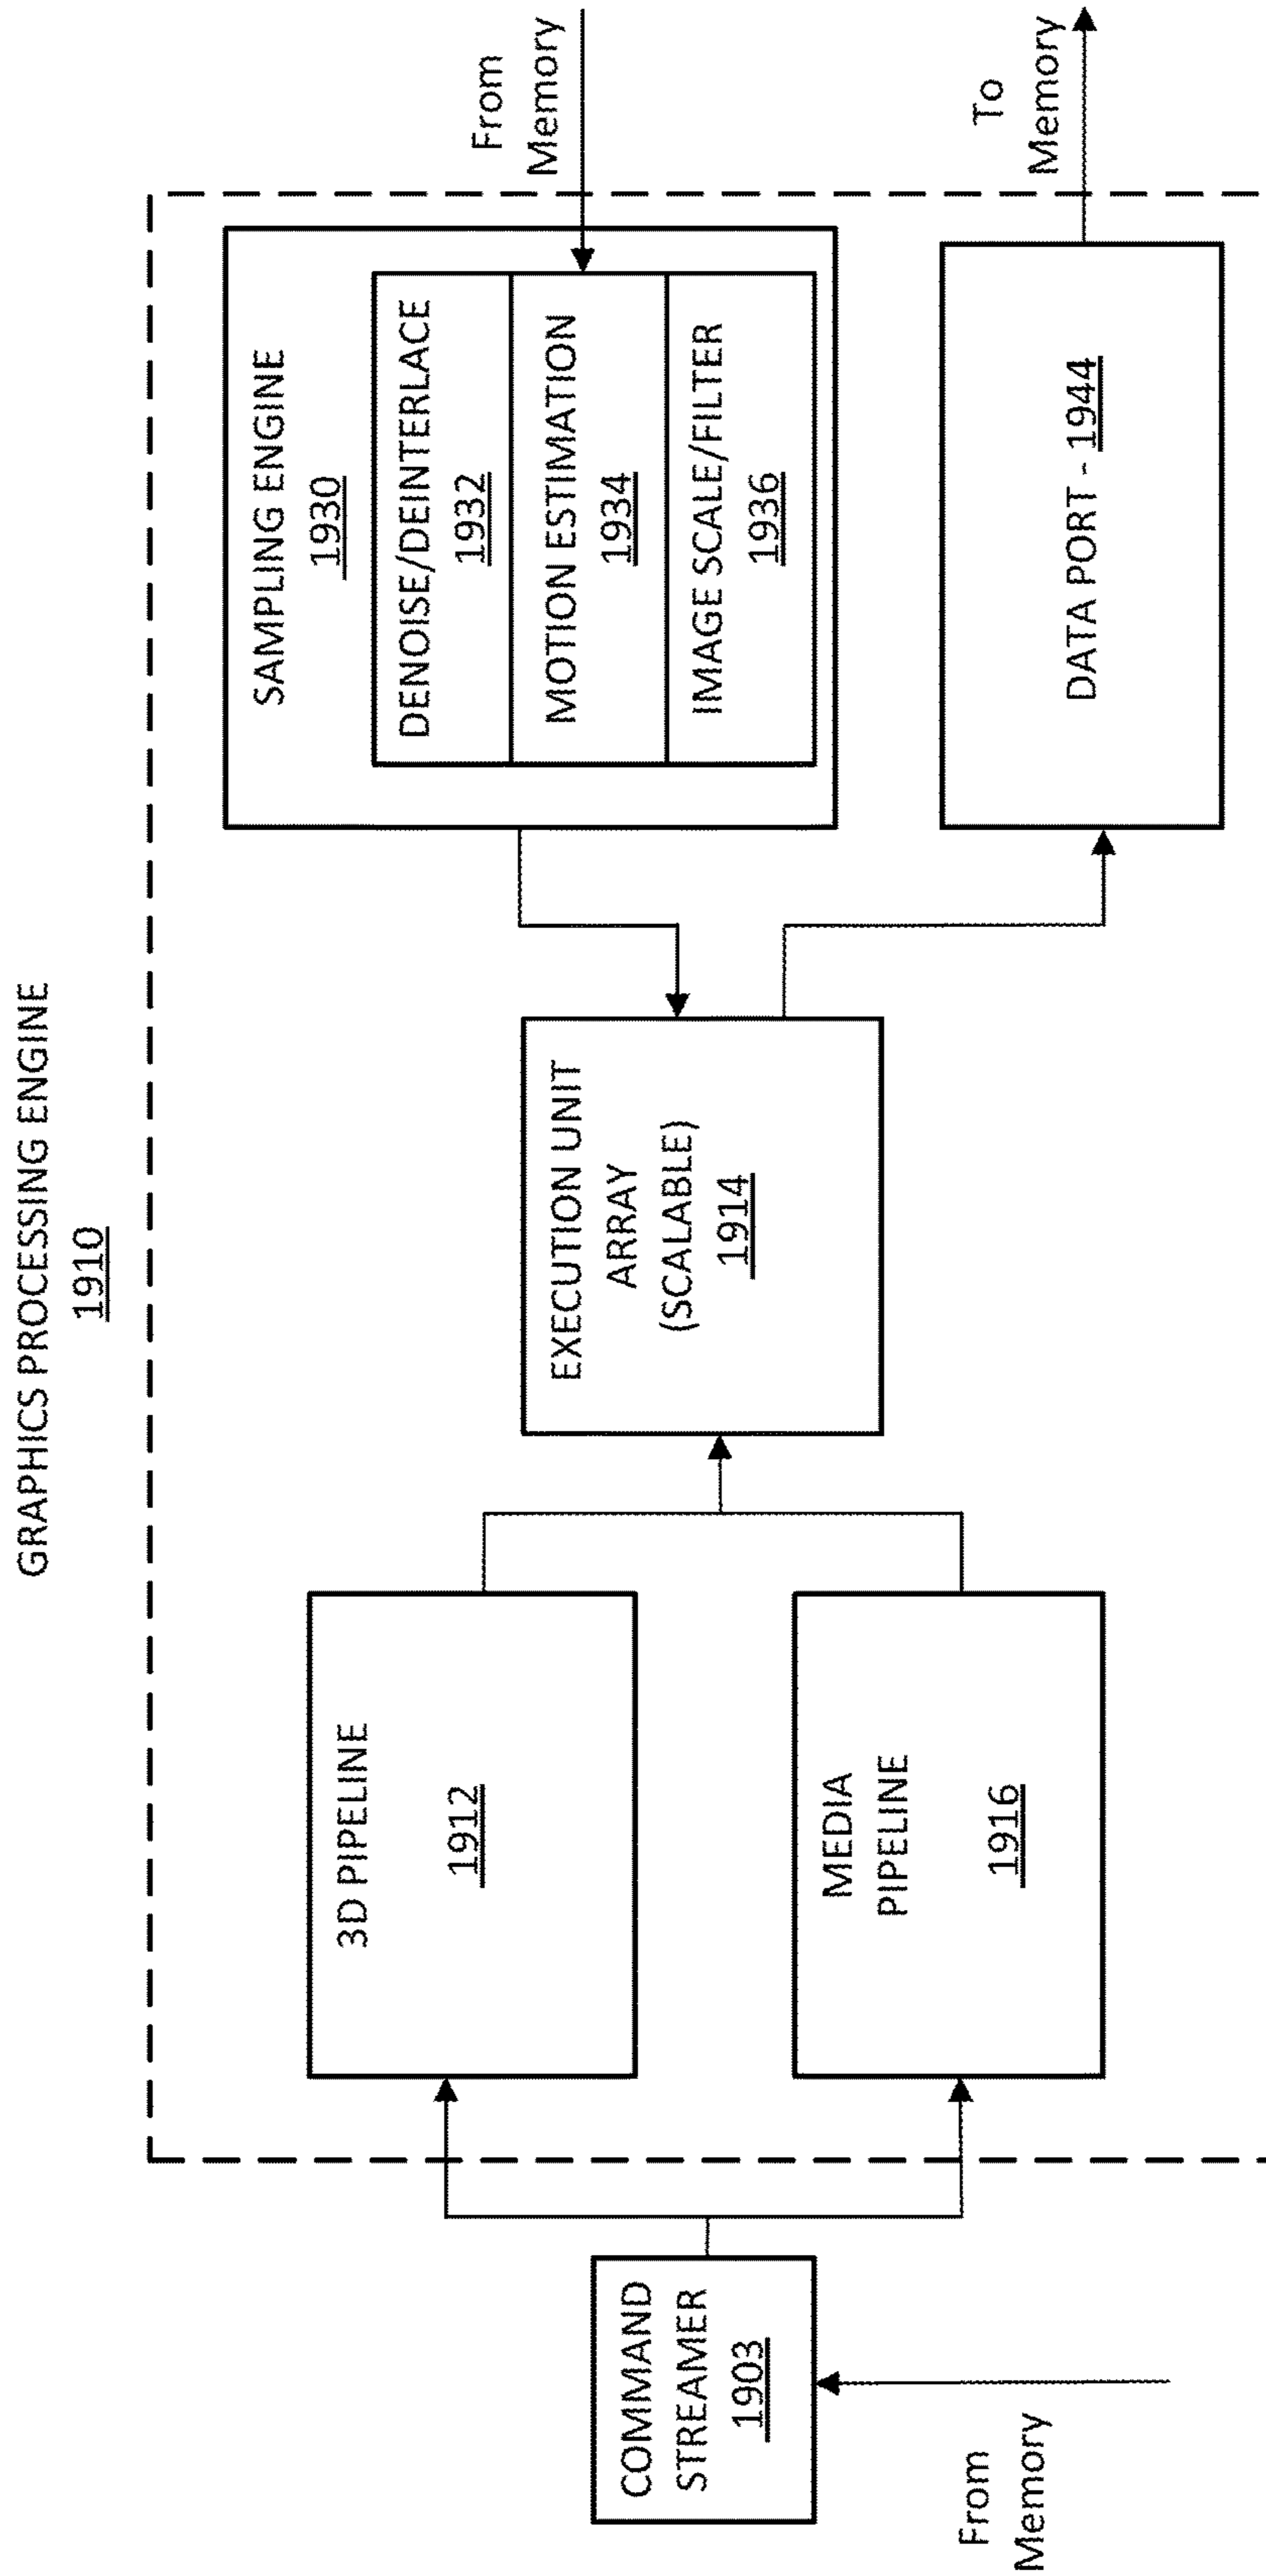 GRAPHICS PROCESSING ENGINE
1910
COMMAND
STREAMER
1903
From
Memory
3D PIPELINE
1912
MEDIA
PIPELINE
1916
EXECUTION UNIT
ARRAY
(SCALABLE)
1914
SAMPLING ENGINE
1930
DENOISE/DEINTERLACE
1932
MOTION ESTIMATION
1934
IMAGE SCALE/FILTER
1936
DATA PORT - 1944
From
Memory
To
Memory